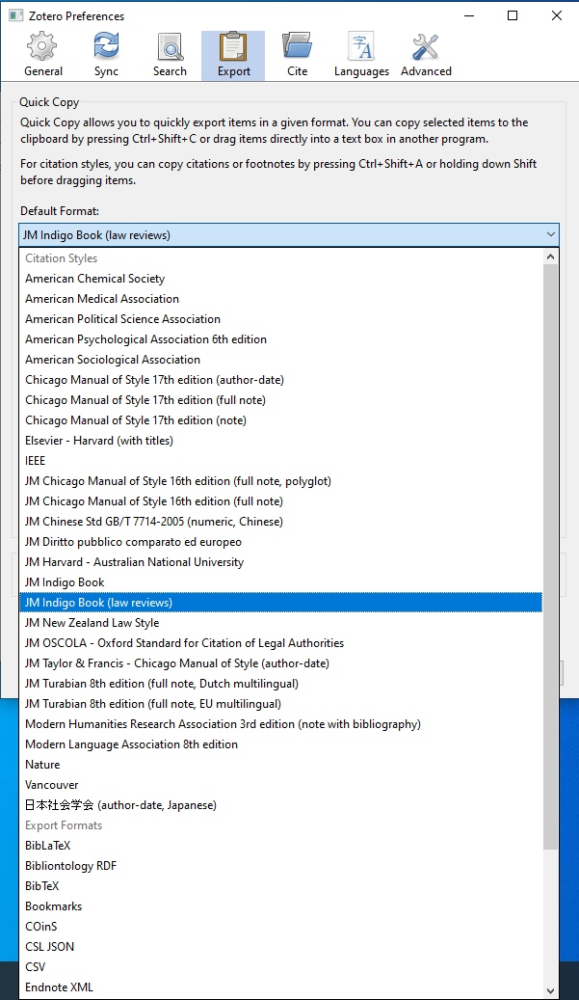 Zotero Preferences
General
Sync
Search
Export
Cite
Languages
Advanced
Quick Copy
Quick Copy allows you to quickly export items in a given format. You can copy selected items to the
clipboard by pressing Ctrl+Shift+C or drag items directly into a text box in another program.
For citation styles, you can copy citations or footnotes by pressing Ctrl+Shift+A or holding down Shift
before dragging items.
Default Format:
JM Indigo Book (law reviews)
Citation Styles
American Chemical Society
American Medical Association
American Political Science Association
American Psychological Association 6th edition
American Sociological Association
Chicago Manual of Style 17th edition (author-date)
Chicago Manual of Style 17th edition (full note)
Chicago Manual of Style 17th edition (note)
Elsevier - Harvard (with titles)
IEEE
JM Chicago Manual of Style 16th edition (full note, polyglot)
JM Chicago Manual of Style 16th edition (full note)
JM Chinese Std GB/T 7714-2005 (numeric, Chinese)
JM Diritto pubblico comparato ed europeo
JM Harvard - Australian National University
JM Indigo Book
JM Indigo Book (law reviews)
JM New Zealand Law Style
JM OSCOLA - Oxford Standard for Citation of Legal Authorities
JM Taylor & Francis - Chicago Manual of Style (author-date)
JM Turabian 8th edition (full note, Dutch multilingual)
JM Turabian 8th edition (full note, EU multilingual)
Modern Humanities Research Association 3rd edition (note with bibliography)
Modern Language Association 8th edition
Nature
Vancouver
日本社会学会 (author-date, Japanese)
Export Formats
BibLaTeX
Bibliontology RDF
BibTeX
Bookmarks
COinS
CSL JSON
CSV
Endnote XML